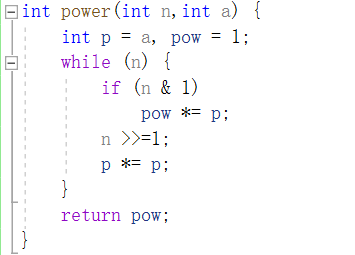 int power(int n,int a) {
    int p = a, pow = 1;
    while (n) {
        if (n & 1)
            pow *= p;
        n >>=1;
        p *= p;
    }
    return pow;
}